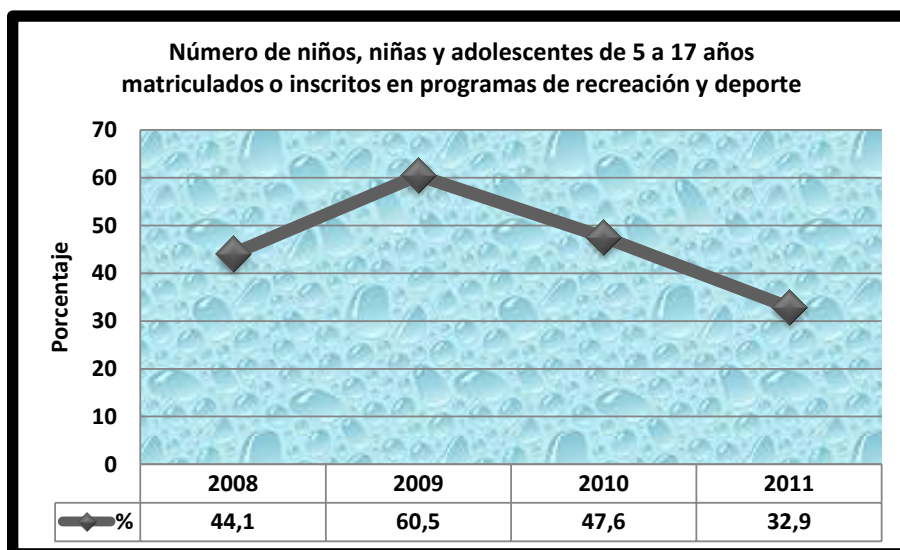 Número de niños, niñas y adolescentes de 5 a 17 años
matriculados o inscritos en programas de recreación y deporte
Porcentaje
70
60
50
40
30
20
10
0
2008 2009 2010 2011
% 44,1 60,5 47,6 32,9